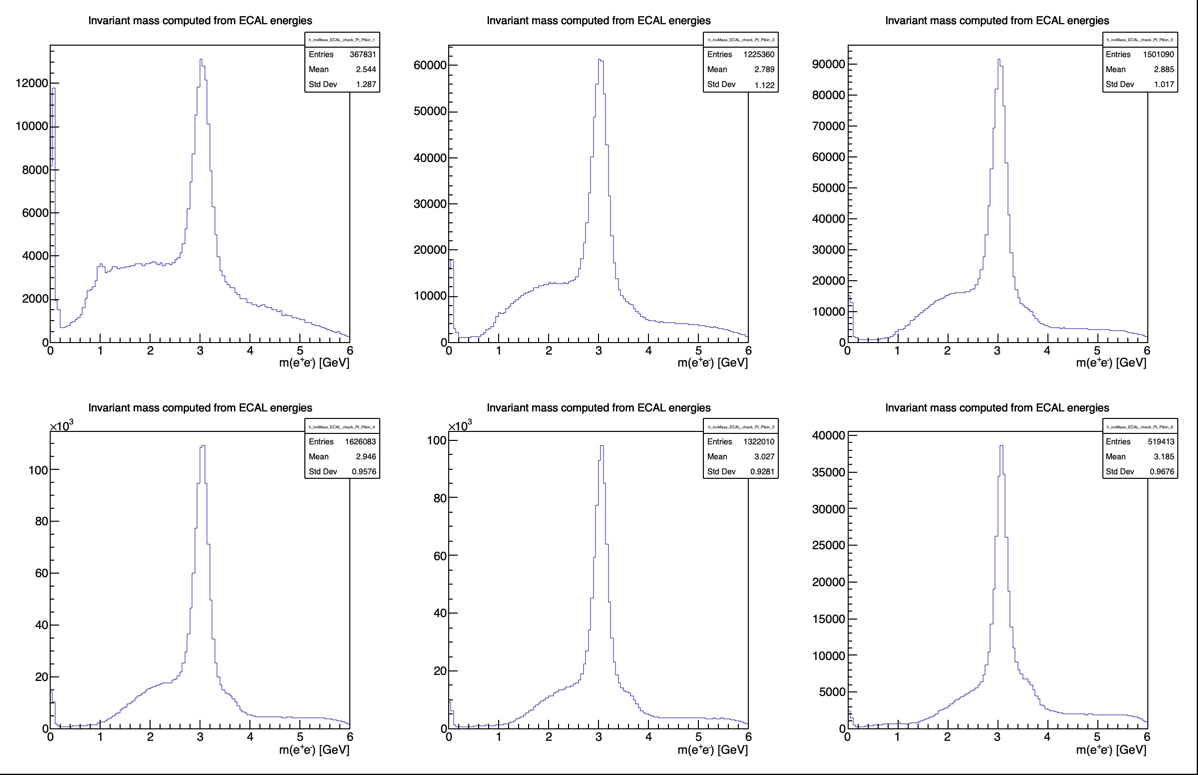 Invariant mass computed from ECAL energies
h_invMass_ECAL_check_Pt_Ptbin_1
Entries 367831
Mean 2.544
Std Dev 1.287
12000
10000
8000
6000
4000
2000
0
0 1 2 3 4 5 6
m(e⁺e⁻) [GeV]
Invariant mass computed from ECAL energies
h_invMass_ECAL_check_Pt_Ptbin_2
Entries 1225360
Mean 2.789
Std Dev 1.122
60000
50000
40000
30000
20000
10000
0
0 1 2 3 4 5 6
m(e⁺e⁻) [GeV]
Invariant mass computed from ECAL energies
h_invMass_ECAL_check_Pt_Ptbin_3
Entries 1501090
Mean 2.885
Std Dev 1.017
90000
80000
70000
60000
50000
40000
30000
20000
10000
0
0 1 2 3 4 5 6
m(e⁺e⁻) [GeV]
Invariant mass computed from ECAL energies
×10³
h_invMass_ECAL_check_Pt_Ptbin_4
Entries 1626083
Mean 2.946
Std Dev 0.9576
100
80
60
40
20
0
0 1 2 3 4 5 6
m(e⁺e⁻) [GeV]
Invariant mass computed from ECAL energies
×10³
h_invMass_ECAL_check_Pt_Ptbin_5
Entries 1322010
Mean 3.027
Std Dev 0.9281
100
80
60
40
20
0
0 1 2 3 4 5 6
m(e⁺e⁻) [GeV]
Invariant mass computed from ECAL energies
h_invMass_ECAL_check_Pt_Ptbin_6
Entries 519413
Mean 3.185
Std Dev 0.9676
40000
35000
30000
25000
20000
15000
10000
5000
0
0 1 2 3 4 5 6
m(e⁺e⁻) [GeV]